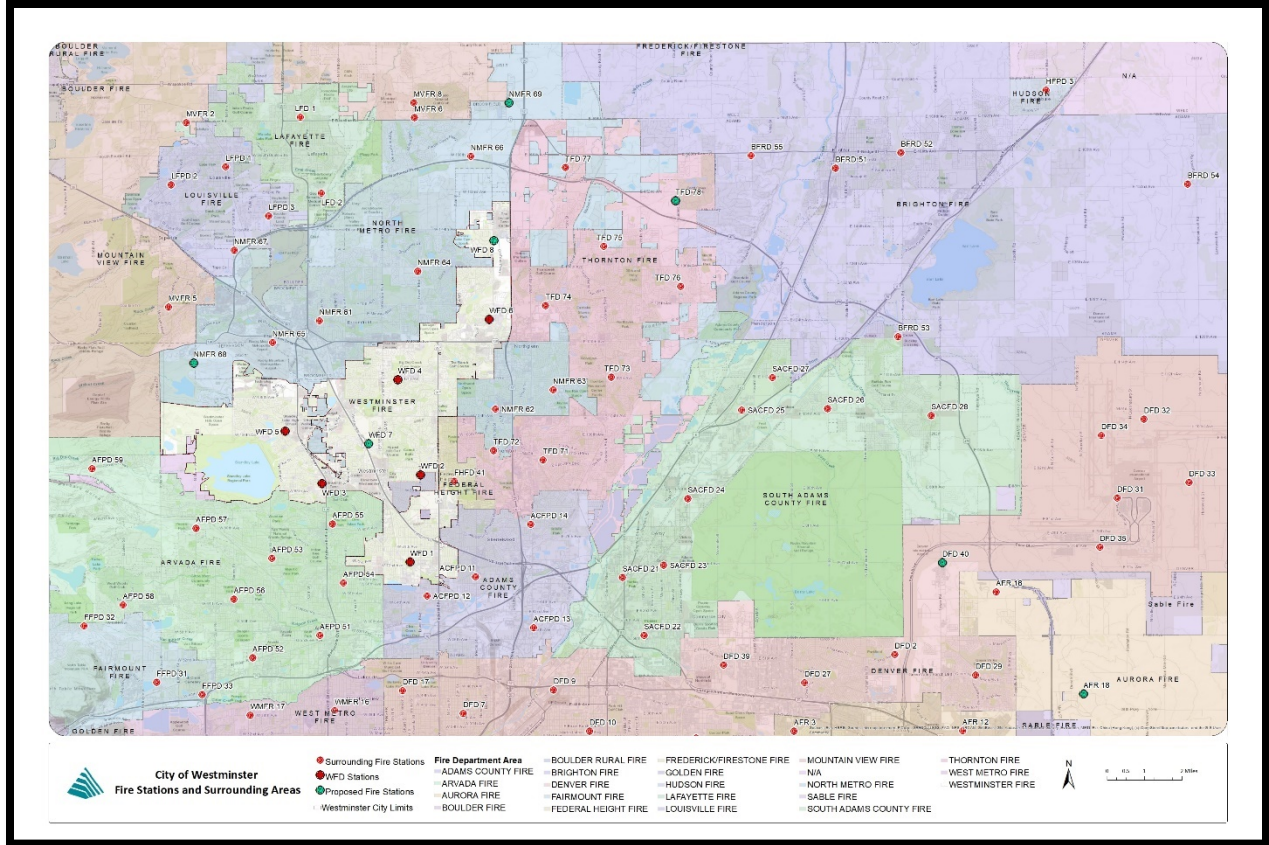 BOULDER
RURAL FIRE
FREDERICK/FIRESTONE
FIRE
N/A
BOULDER FIRE
MVFR 8
NMFR 69
HFPD 3
HUDSON
FIRE
MVFR 2
LFD 1
MVFR 6
LAFAYETTE
FIRE
NMFR 66
BFRD 55
BFRD 52
LFPD 1
TFD 77
BFRD 51
LFPD 2
BFRD 54
LOUISVILLE
FIRE
LFD 2
TFD 78
BRIGHTON FIRE
LFPD 3
NORTH
METRO FIRE
NMFR 67
WFD 8
TFD 75
MOUNTAIN
VIEW FIRE
NMFR 64
THORNTON FIRE
TFD 76
MVFR 5
TFD 74
NMFR 61
WFD 6
NMFR 65
BFRD 53
NMFR 68
WFD 4
TFD 73
SACFD 27
NMFR 63
WESTMINSTER
FIRE
NMFR 62
SACFD 25
SACFD 26
SACFD 28
DFD 32
WFD 5
WFD 7
DFD 34
TFD 72
AFPD 59
TFD 71
WFD 2
FHFD 41
DFD 33
WFD 3
FEDERAL
HEIGHT FIRE
SACFD 24
SOUTH ADAMS
COUNTY FIRE
DFD 31
AFPD 57
AFPD 55
ACFPD 14
DFD 35
AFPD 53
WFD 1
DFD 40
ARVADA FIRE
AFPD 54
ACFPD 11
ADAMS
COUNTY
FIRE
SACFD 21
SACFD 23
AFR 16
AFPD 58
AFPD 56
ACFPD 12
Sable Fire
FFPD 32
AFPD 51
ACFPD 13
SACFD 22
AFPD 52
DFD 39
DFD 2
FAIRMOUNT
FIRE
FFPD 31
DENVER FIRE
DFD 29
DFD 27
AURORA FIRE
FFPD 33
DFD 17
DFD 9
AFR 18
WMFR 17
WMFR 16
WEST METRO
FIRE
DFD 7
DFD 10
AFR 3
AFR 12
SABLE FIRE
GOLDEN FIRE
City of Westminster
Fire Stations and Surrounding Areas
Surrounding Fire Stations
WFD Stations
Proposed Fire Stations
Westminster City Limits
Fire Department Area
ADAMS COUNTY FIRE
ARVADA FIRE
AURORA FIRE
BOULDER FIRE
BOULDER RURAL FIRE
BRIGHTON FIRE
DENVER FIRE
FAIRMOUNT FIRE
FEDERAL HEIGHT FIRE
FREDERICK/FIRESTONE FIRE
GOLDEN FIRE
HUDSON FIRE
LAFAYETTE FIRE
LOUISVILLE FIRE
MOUNTAIN VIEW FIRE
N/A
NORTH METRO FIRE
SABLE FIRE
SOUTH ADAMS COUNTY FIRE
THORNTON FIRE
WEST METRO FIRE
WESTMINSTER FIRE
N
0 0.5 1 2 Miles